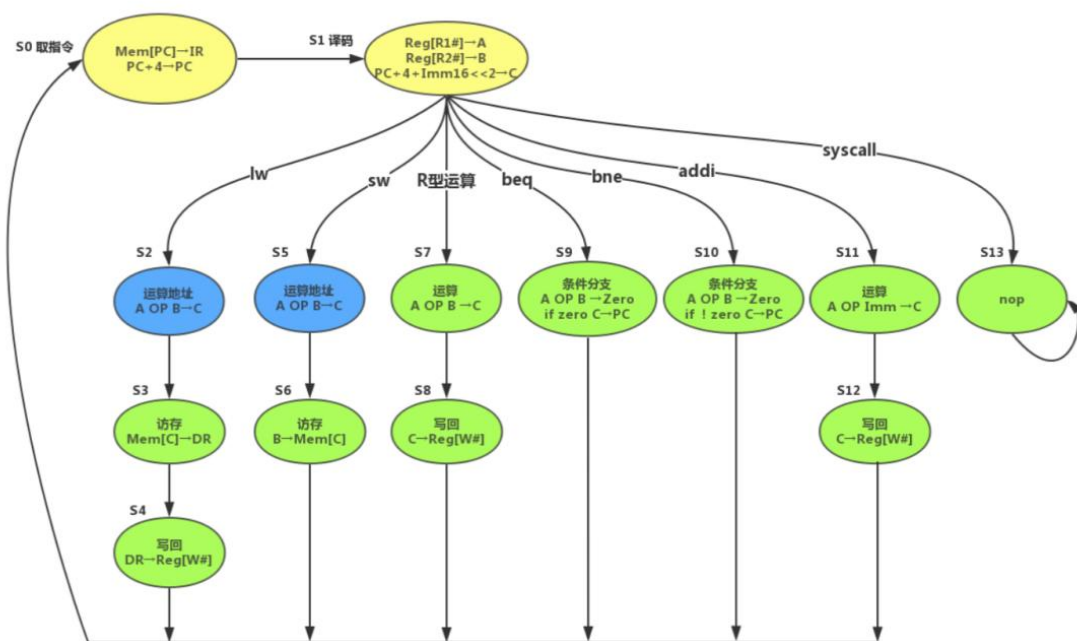 S0 取指令
Mem[PC]→IR
PC+4→PC
S1 译码
Reg[R1#]→A
Reg[R2#]→B
PC+4+Imm16<<2→C
lw
sw
R型运算
beq
bne
addi
syscall
S2
运算地址
A OP B→C
S5
运算地址
A OP B→C
S7
运算
A OP B→C
S9
条件分支
A OP B →Zero
if zero C→PC
S10
条件分支
A OP B→Zero
if ! zero C→PC
S11
运算
A OP Imm →C
S13
nop
S3
访存
Mem[C]→DR
S6
访存
B→Mem[C]
S8
写回
C→Reg[W#]
S12
写回
C→Reg[W#]
S4
写回
DR→Reg[W#]